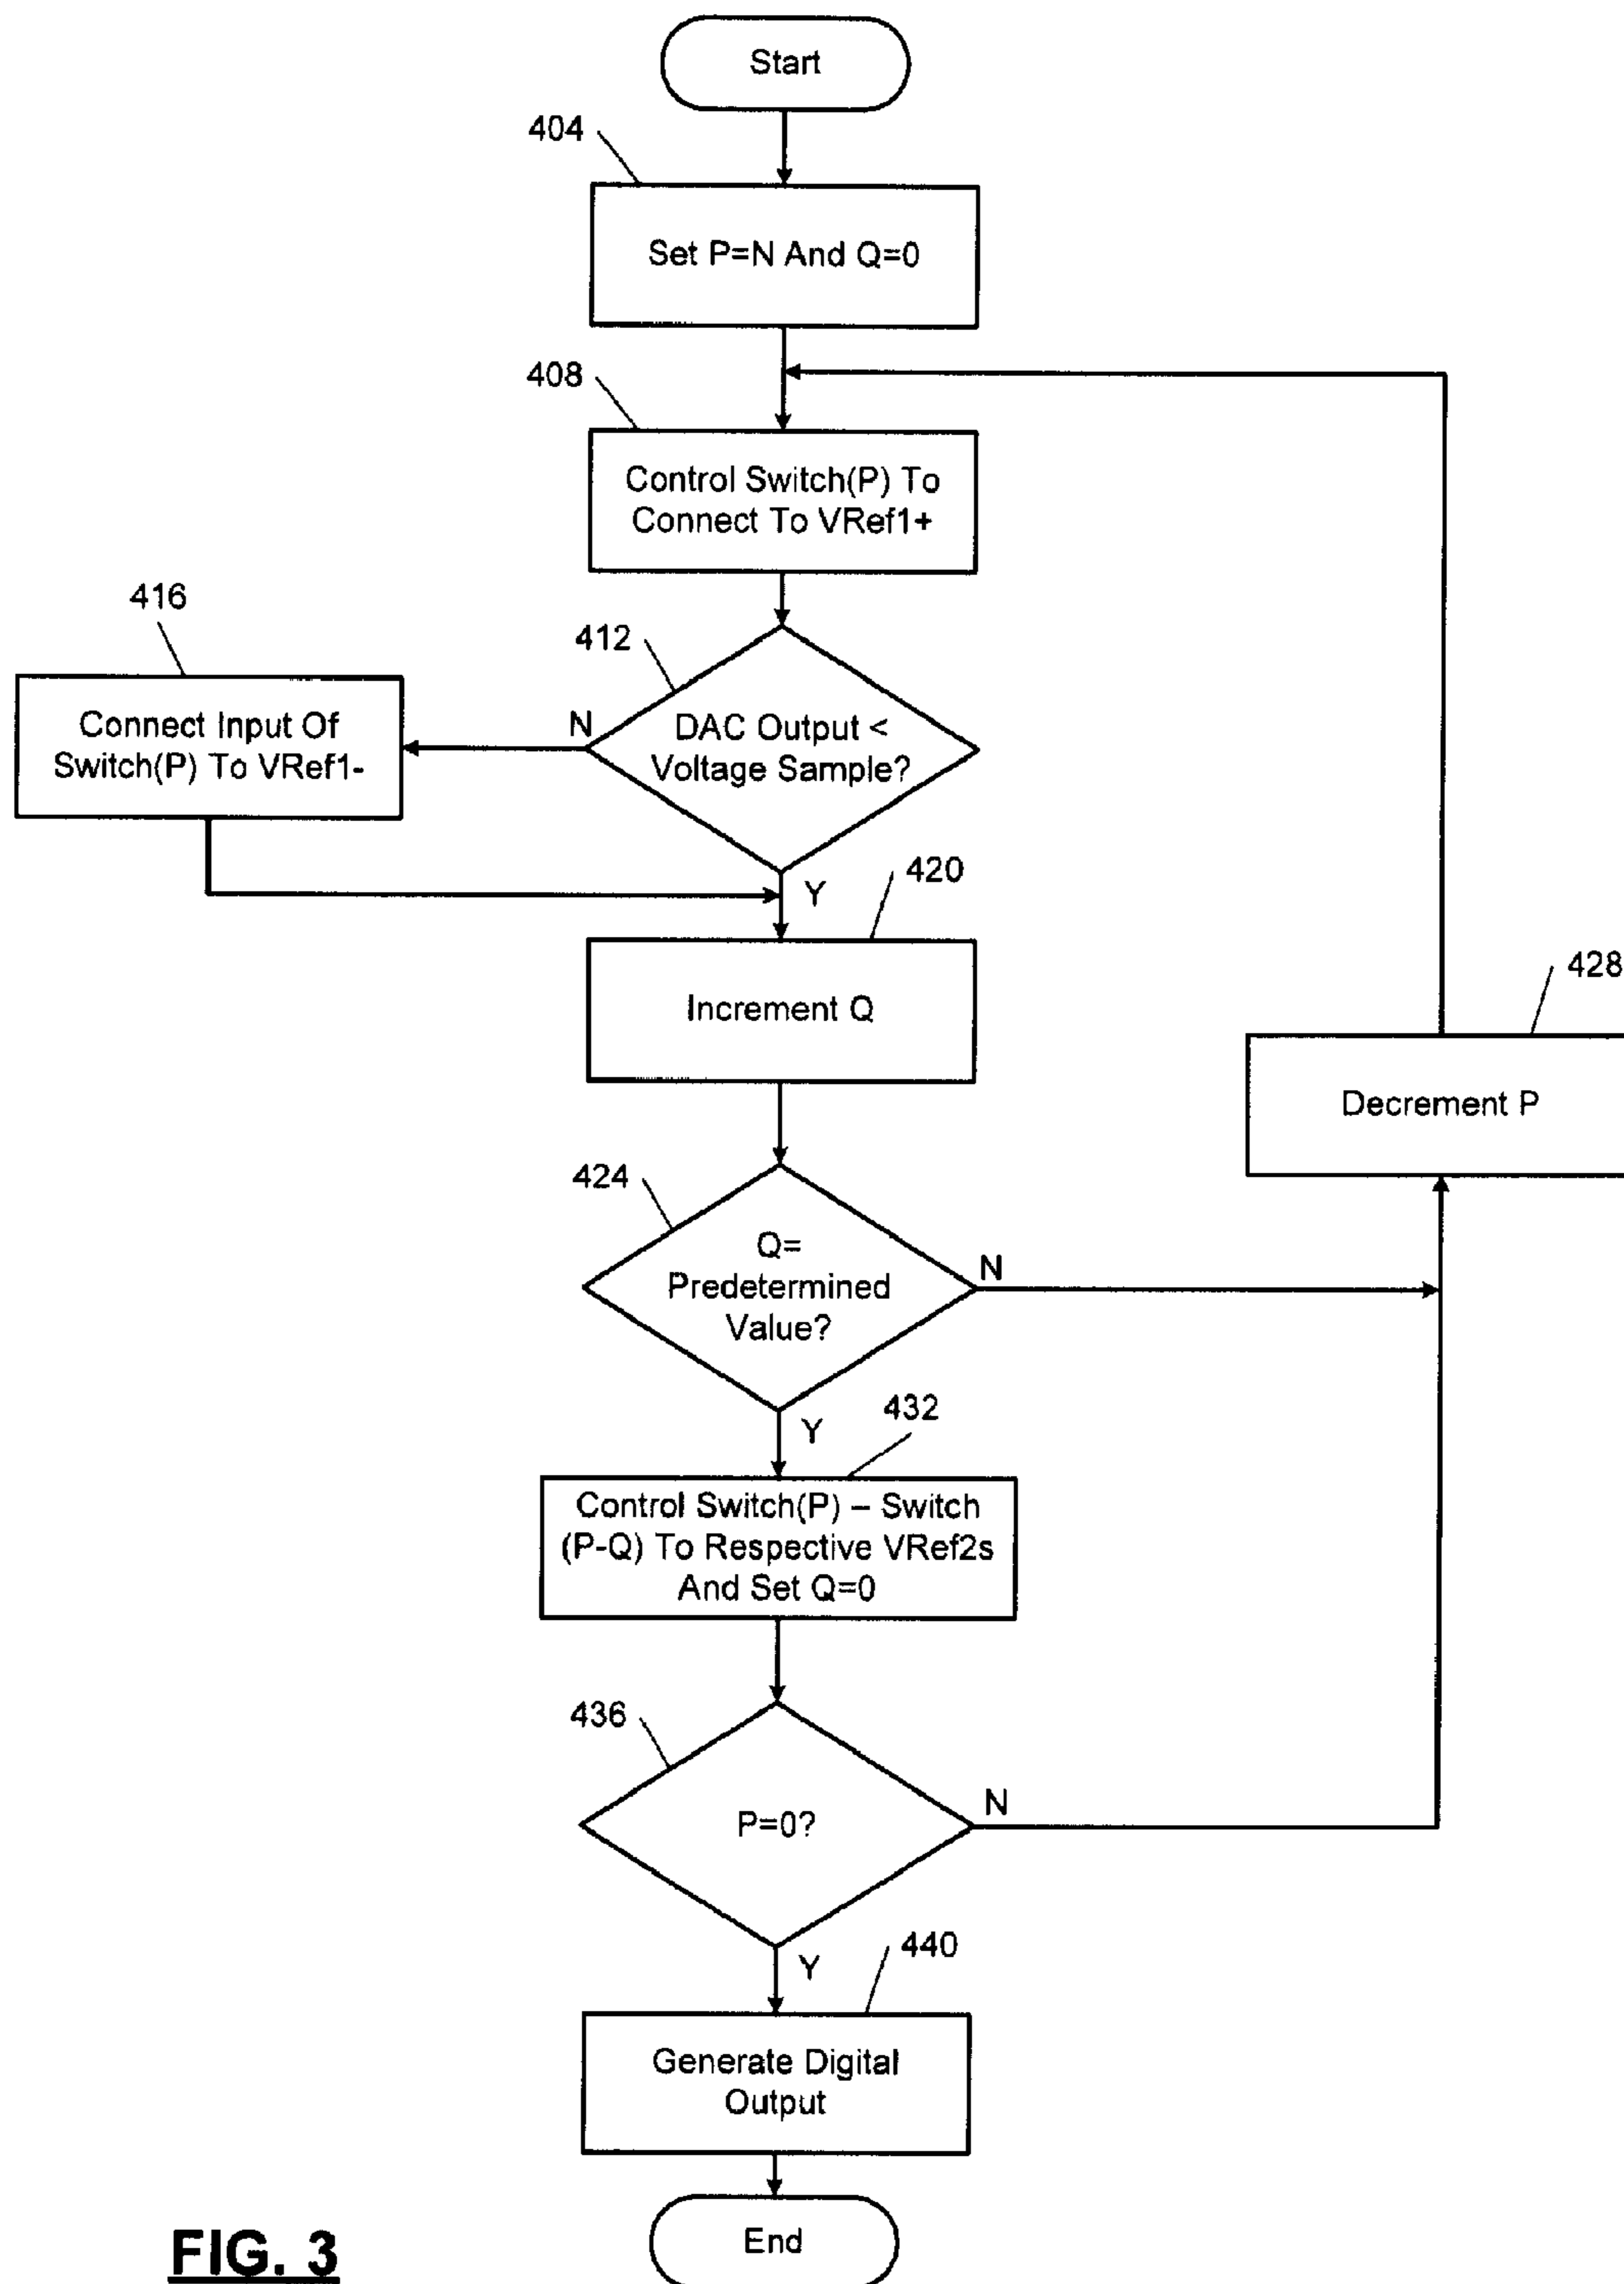 Start
404
Set P=N And Q=0
408
Control Switch(P) To
Connect To VRef1+
416
Connect Input Of
Switch(P) To VRef1-
412
N
DAC Output <
Voltage Sample?
Y
420
Increment Q
428
Decrement P
424
Q=
Predetermined
Value?
N
Y
432
Control Switch(P) – Switch
(P-Q) To Respective VRef2s
And Set Q=0
436
P=0?
N
Y
440
Generate Digital
Output
End
FIG. 3